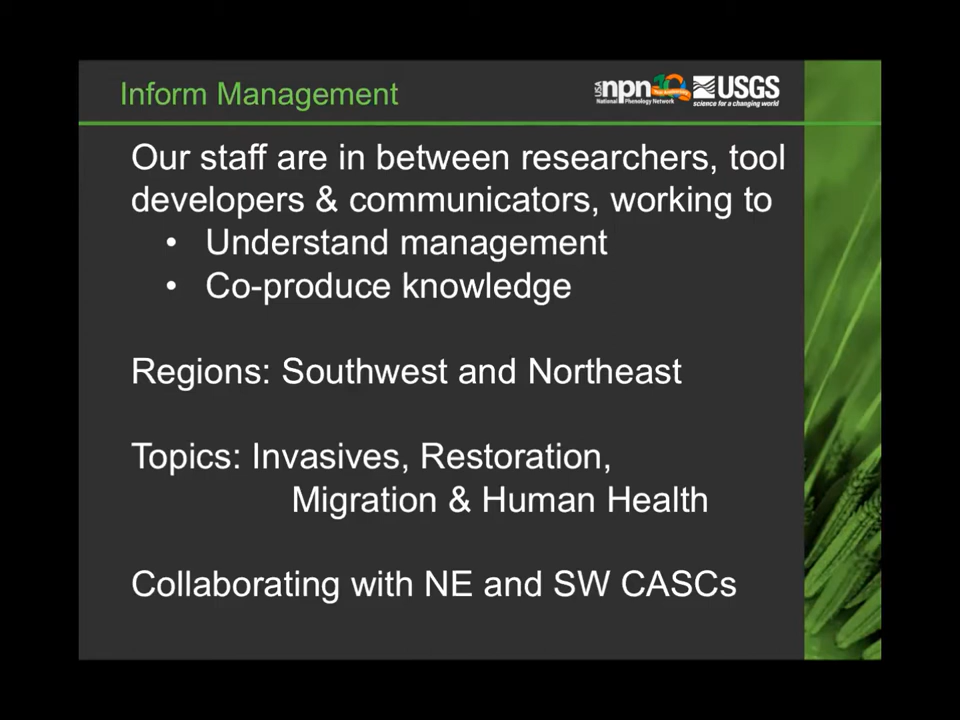 Inform Management
USA npn
National Phenology Network
USGS
science for a changing world
Our staff are in between researchers, tool
developers & communicators, working to
• Understand management
• Co-produce knowledge
Regions: Southwest and Northeast
Topics: Invasives, Restoration,
Migration & Human Health
Collaborating with NE and SW CASCs